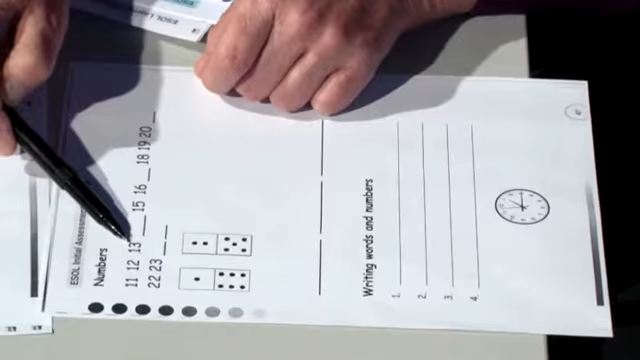 ESOL Initial Assessment
Numbers
11 12 13 ___ 15 16 __ 18 19 20 __
22 23 __ __
Writing words and numbers
1.
2.
3.
4.